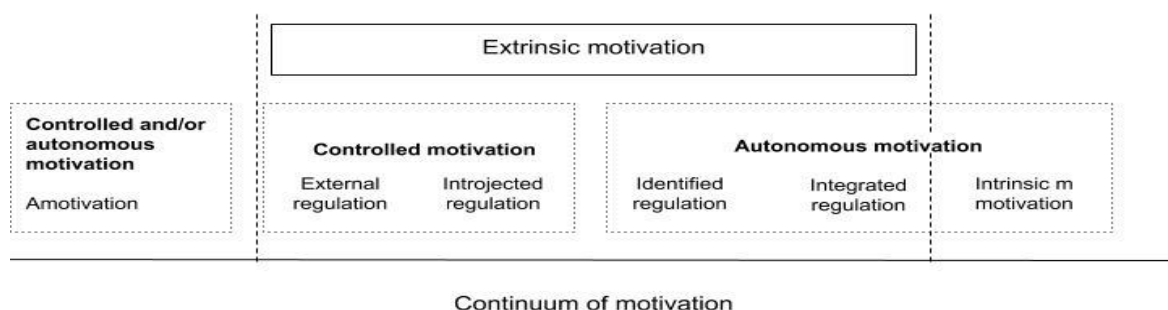 Extrinsic motivation
Controlled and/or
autonomous
motivation
Amotivation
Controlled motivation
External
regulation
Introjected
regulation
Autonomous motivation
Identified
regulation
Integrated
regulation
Intrinsic m
motivation
Continuum of motivation